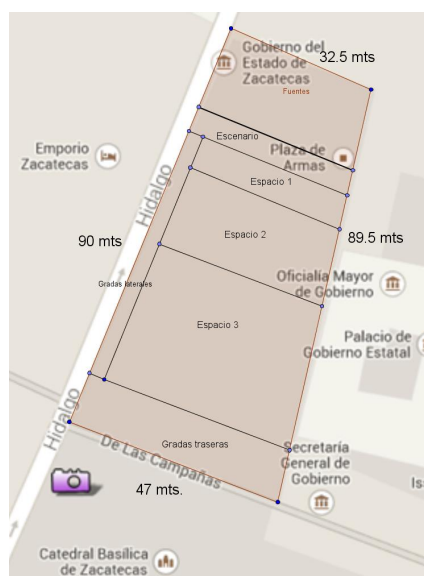 Gobierno del
Estado de
Zacatecas
32.5 mts
Fuentes
Emporio
Zacatecas
Escenario
Plaza de
Armas
Espacio 1
Hidalgo
Espacio 2
90 mts
89.5 mts
Oficialía Mayor
de Gobierno
Gradas laterales
Espacio 3
Palacio de
Gobierno Estatal
Hidalgo
Gradas traseras
De Las Campañas
Secretaría
General de
Gobierno
Iss
47 mts.
Catedral Basílica
de Zacatecas